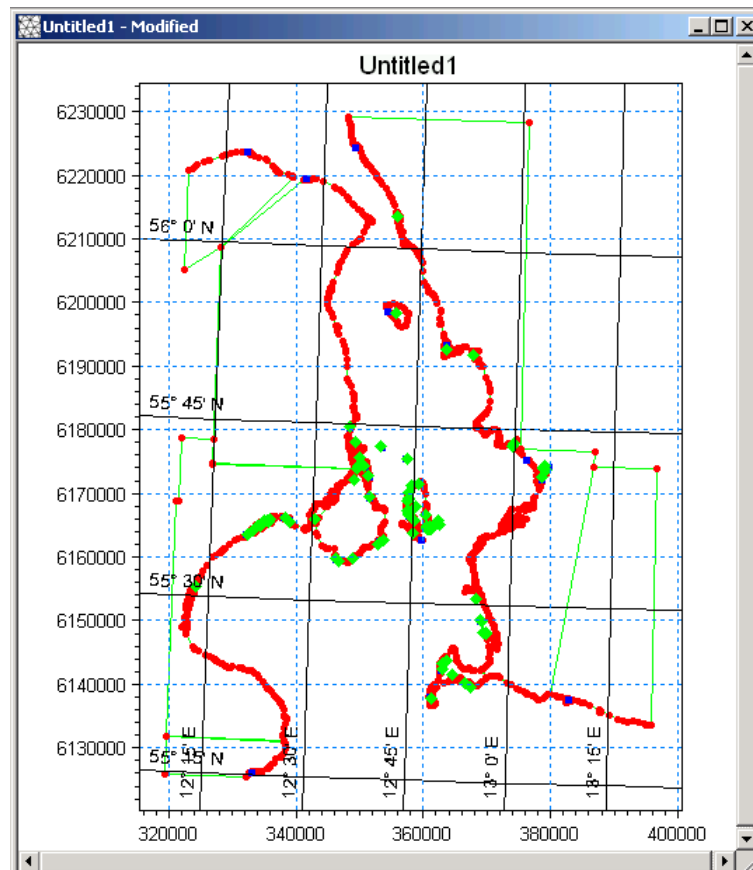 Untitled1 - Modified
Untitled1
6230000
6220000
6210000
6200000
6190000
6180000
6170000
6160000
6150000
6140000
6130000
56° 0' N
55° 45' N
55° 30' N
55° 15' N
12° 15' E
12° 30' E
12° 45' E
13° 0' E
13° 15' E
320000
340000
360000
380000
400000